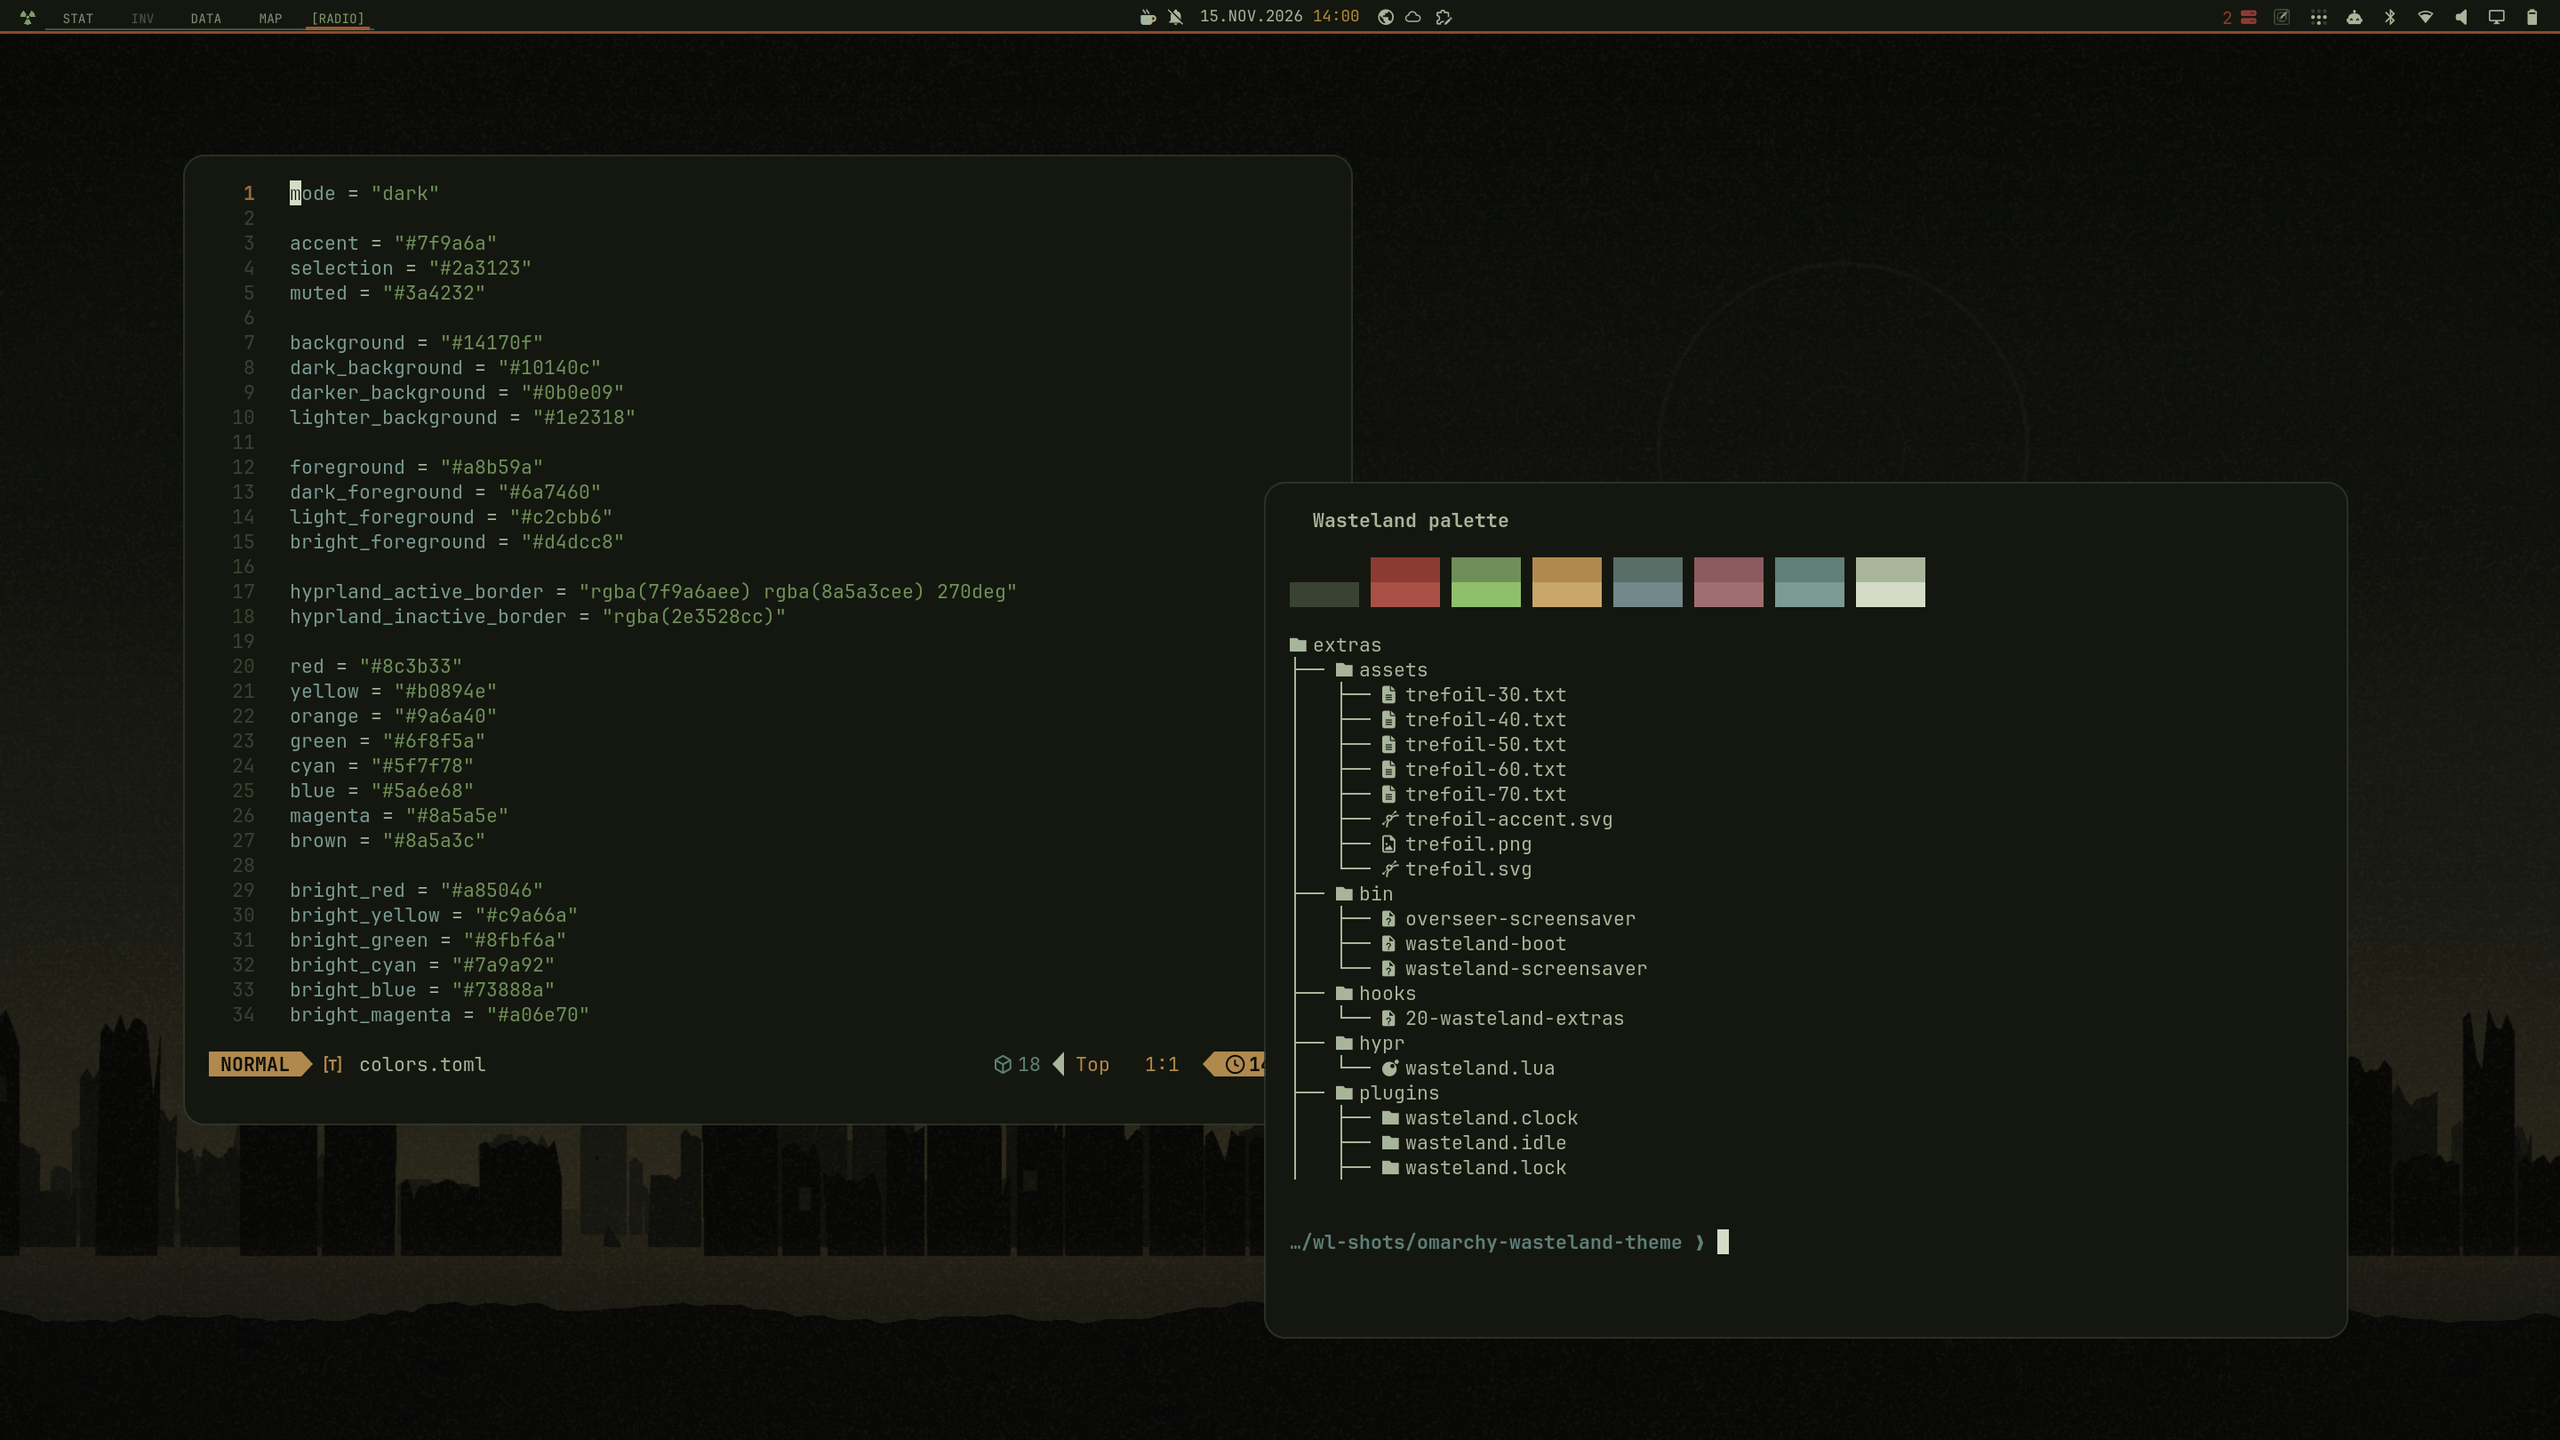 STAT INV DATA MAP [RADIO]
15.NOV.2026 14:00
2
1 mode = "dark"
2
3 accent = "#7f9a6a"
4 selection = "#2a3123"
5 muted = "#3a4232"
6
7 background = "#14170f"
8 dark_background = "#10140c"
9 darker_background = "#0b0e09"
10 lighter_background = "#1e2318"
11
12 foreground = "#a8b59a"
13 dark_foreground = "#6a7460"
14 light_foreground = "#c2cbb6"
15 bright_foreground = "#d4dcc8"
16
17 hyprland_active_border = "rgba(7f9a6aee) rgba(8a5a3cee) 270deg"
18 hyprland_inactive_border = "rgba(2e3528cc)"
19
20 red = "#8c3b33"
21 yellow = "#b0894e"
22 orange = "#9a6a40"
23 green = "#6f8f5a"
24 cyan = "#5f7f78"
25 blue = "#5a6e68"
26 magenta = "#8a5a5e"
27 brown = "#8a5a3c"
28
29 bright_red = "#a85046"
30 bright_yellow = "#c9a66a"
31 bright_green = "#8fbf6a"
32 bright_cyan = "#7a9a92"
33 bright_blue = "#73888a"
34 bright_magenta = "#a06e70"
NORMAL [T] colors.toml 18 Top 1:1
Wasteland palette
extras
assets
trefoil-30.txt
trefoil-40.txt
trefoil-50.txt
trefoil-60.txt
trefoil-70.txt
trefoil-accent.svg
trefoil.png
trefoil.svg
bin
overseer-screensaver
wasteland-boot
wasteland-screensaver
hooks
20-wasteland-extras
hypr
wasteland.lua
plugins
wasteland.clock
wasteland.idle
wasteland.lock
…/wl-shots/omarchy-wasteland-theme ❯